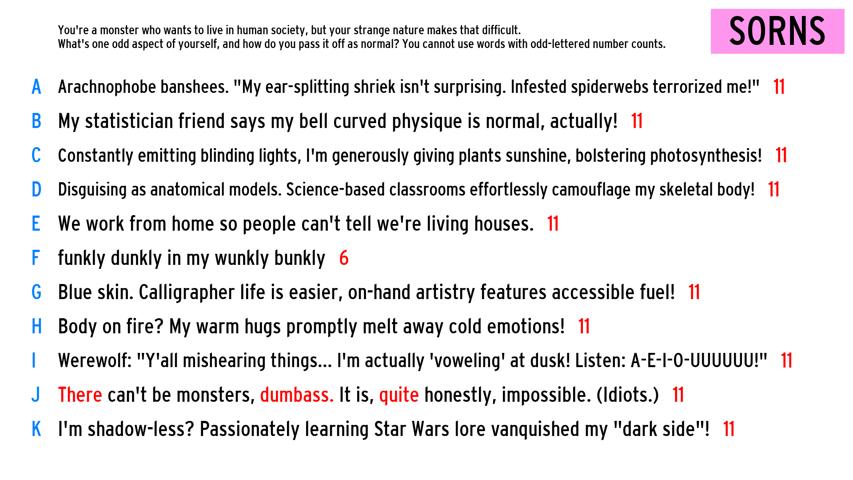 You're a monster who wants to live in human society, but your strange nature makes that difficult.
What's one odd aspect of yourself, and how do you pass it off as normal? You cannot use words with odd-lettered number counts.
SORNS
A Arachnophobe banshees. "My ear-splitting shriek isn't surprising. Infested spiderwebs terrorized me!" 11
B My statistician friend says my bell curved physique is normal, actually! 11
C Constantly emitting blinding lights, I'm generously giving plants sunshine, bolstering photosynthesis! 11
D Disguising as anatomical models. Science-based classrooms effortlessly camouflage my skeletal body! 11
E We work from home so people can't tell we're living houses. 11
F funkly dunkly in my wunkly bunkly 6
G Blue skin. Calligrapher life is easier, on-hand artistry features accessible fuel! 11
H Body on fire? My warm hugs promptly melt away cold emotions! 11
I Werewolf: "Y'all mishearing things... I'm actually 'voweling' at dusk! Listen: A-E-I-O-UUUUUU!" 11
J There can't be monsters, dumbass. It is, quite honestly, impossible. (Idiots.) 11
K I'm shadow-less? Passionately learning Star Wars lore vanquished my "dark side"! 11